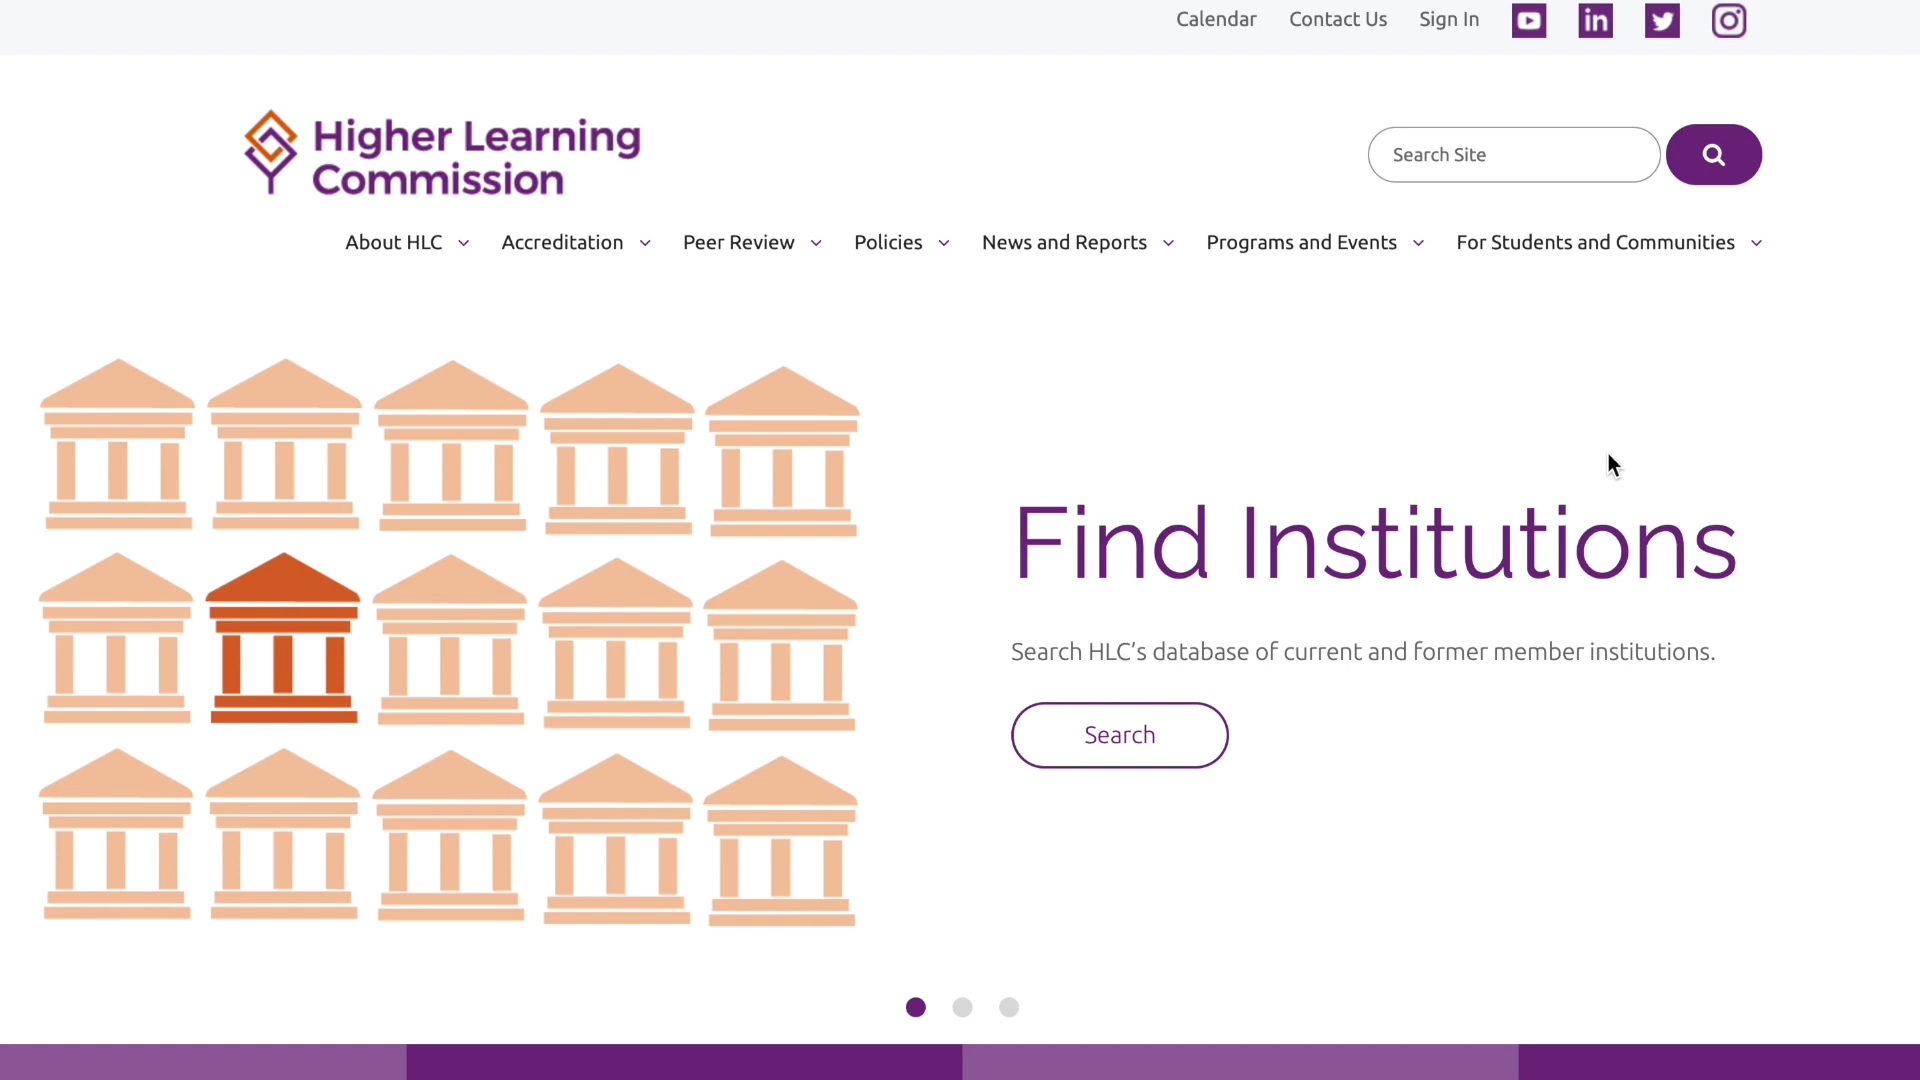 Calendar Contact Us Sign In
Higher Learning
Commission
Search Site
About HLC Accreditation Peer Review Policies News and Reports Programs and Events For Students and Communities
Find Institutions
Search HLC’s database of current and former member institutions.
Search